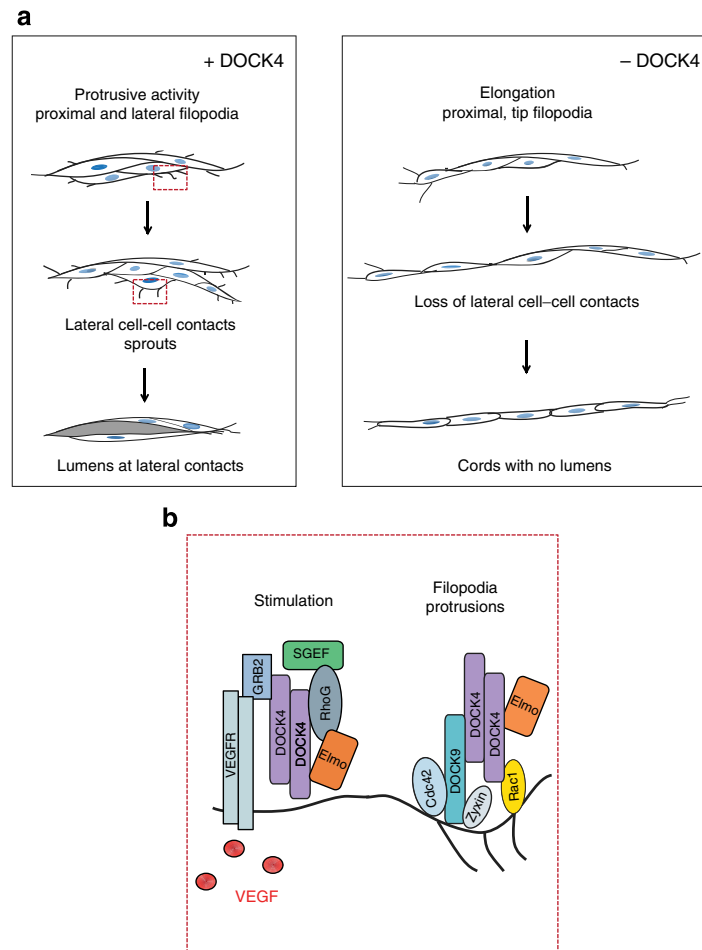 a
+ DOCK4
Protrusive activity
proximal and lateral filopodia
Lateral cell-cell contacts
sprouts
Lumens at lateral contacts
– DOCK4
Elongation
proximal, tip filopodia
Loss of lateral cell–cell contacts
Cords with no lumens
b
Stimulation
SGEF
GRB2
RhoG
DOCK4
DOCK4
Elmo
VEGFR
VEGF
Filopodia
protrusions
DOCK4
DOCK4
Elmo
DOCK9
Cdc42
Zyxin
Rac1